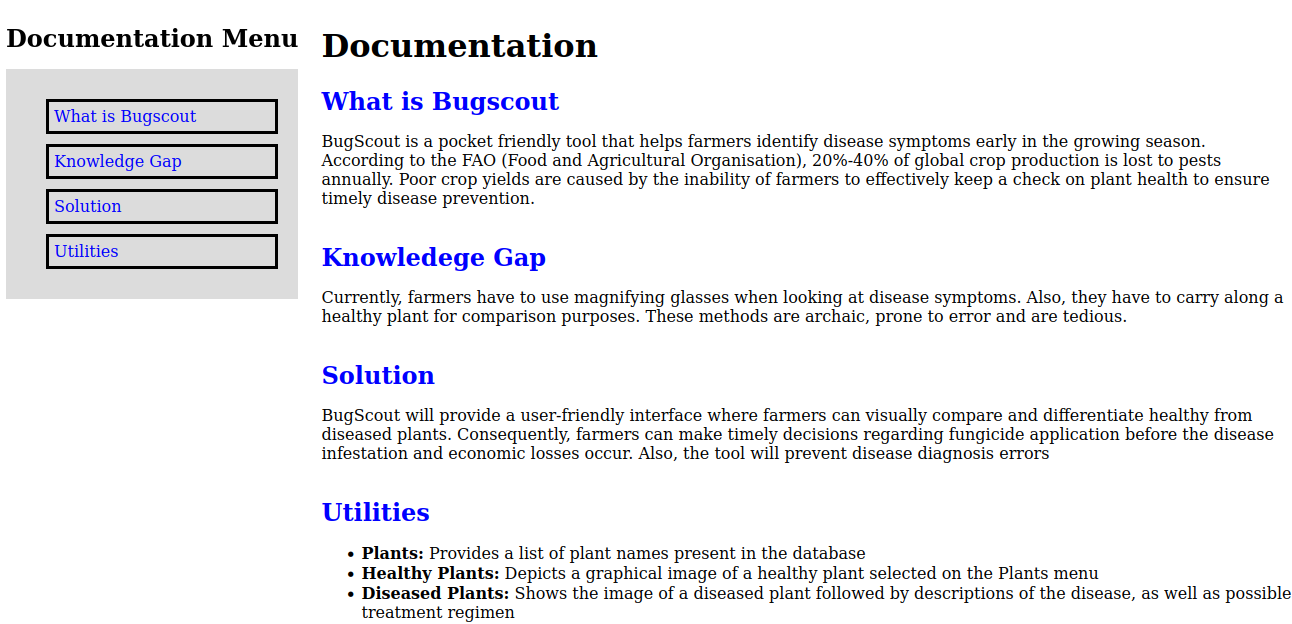 Documentation Menu
What is Bugscout
Knowledge Gap
Solution
Utilities
Documentation
What is Bugscout
BugScout is a pocket friendly tool that helps farmers identify disease symptoms early in the growing season.
According to the FAO (Food and Agricultural Organisation), 20%-40% of global crop production is lost to pests
annually. Poor crop yields are caused by the inability of farmers to effectively keep a check on plant health to ensure
timely disease prevention.
Knowledege Gap
Currently, farmers have to use magnifying glasses when looking at disease symptoms. Also, they have to carry along a
healthy plant for comparison purposes. These methods are archaic, prone to error and are tedious.
Solution
BugScout will provide a user-friendly interface where farmers can visually compare and differentiate healthy from
diseased plants. Consequently, farmers can make timely decisions regarding fungicide application before the disease
infestation and economic losses occur. Also, the tool will prevent disease diagnosis errors
Utilities
• Plants: Provides a list of plant names present in the database
• Healthy Plants: Depicts a graphical image of a healthy plant selected on the Plants menu
• Diseased Plants: Shows the image of a diseased plant followed by descriptions of the disease, as well as possible
treatment regimen